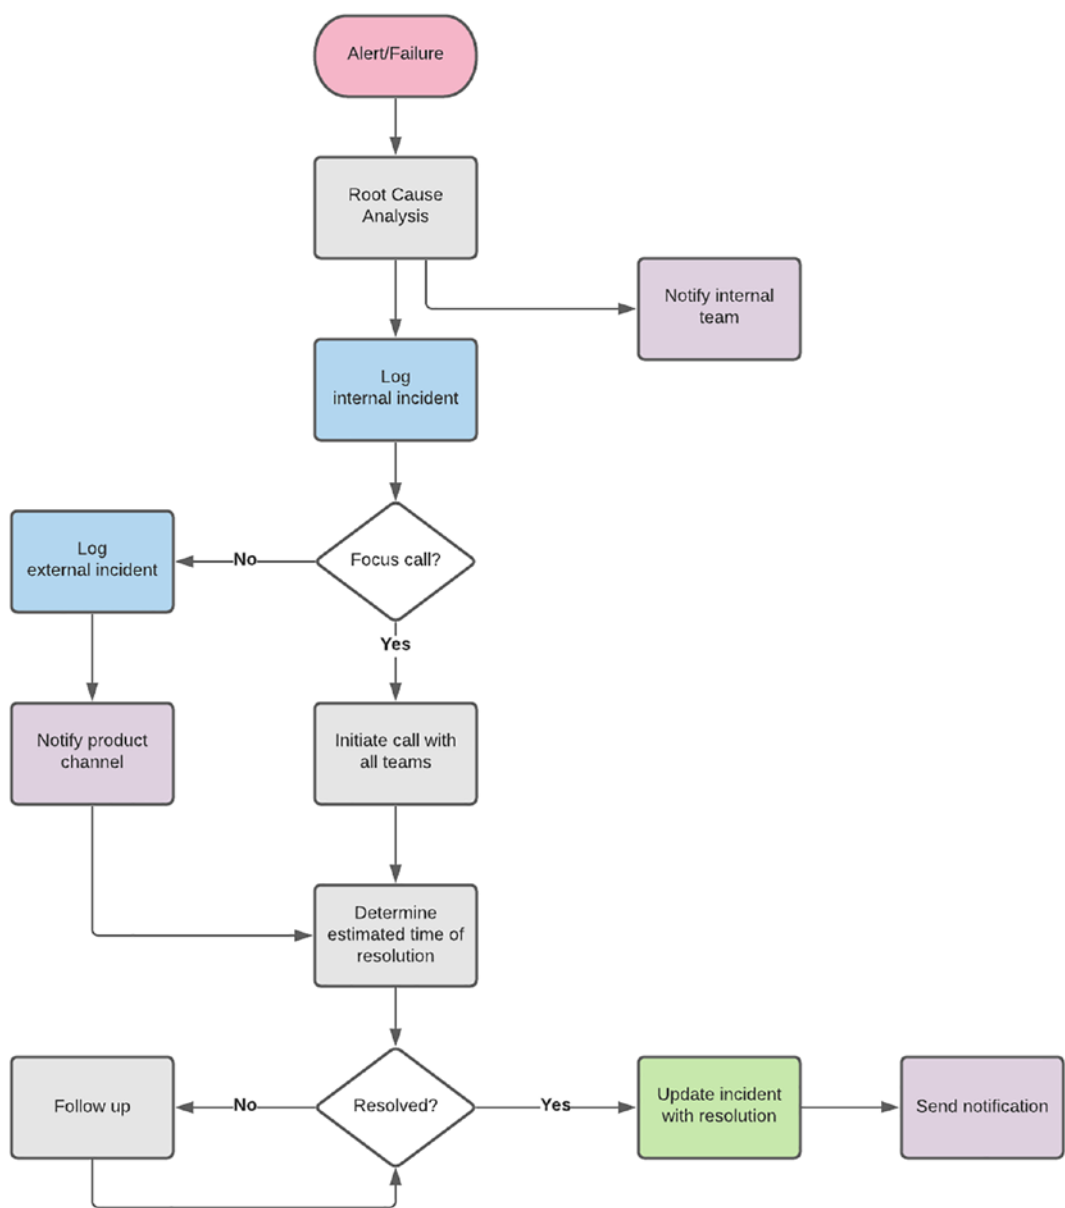 Alert/Failure
Root Cause
Analysis
Notify internal
team
Log
internal incident
Log
external incident
No
Focus call?
Yes
Notify product
channel
Initiate call with
all teams
Determine
estimated time of
resolution
Follow up
No
Resolved?
Yes
Update incident
with resolution
Send notification